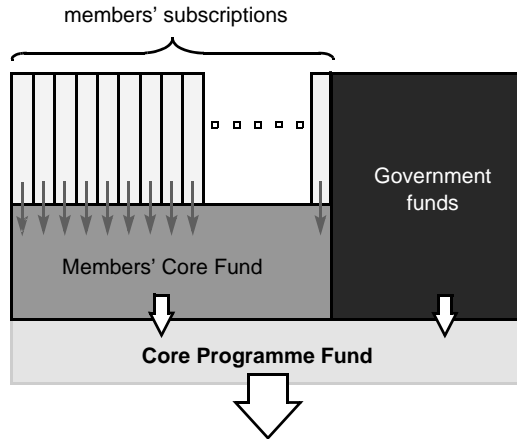 members’ subscriptions
Government
funds
Members’ Core Fund
Core Programme Fund